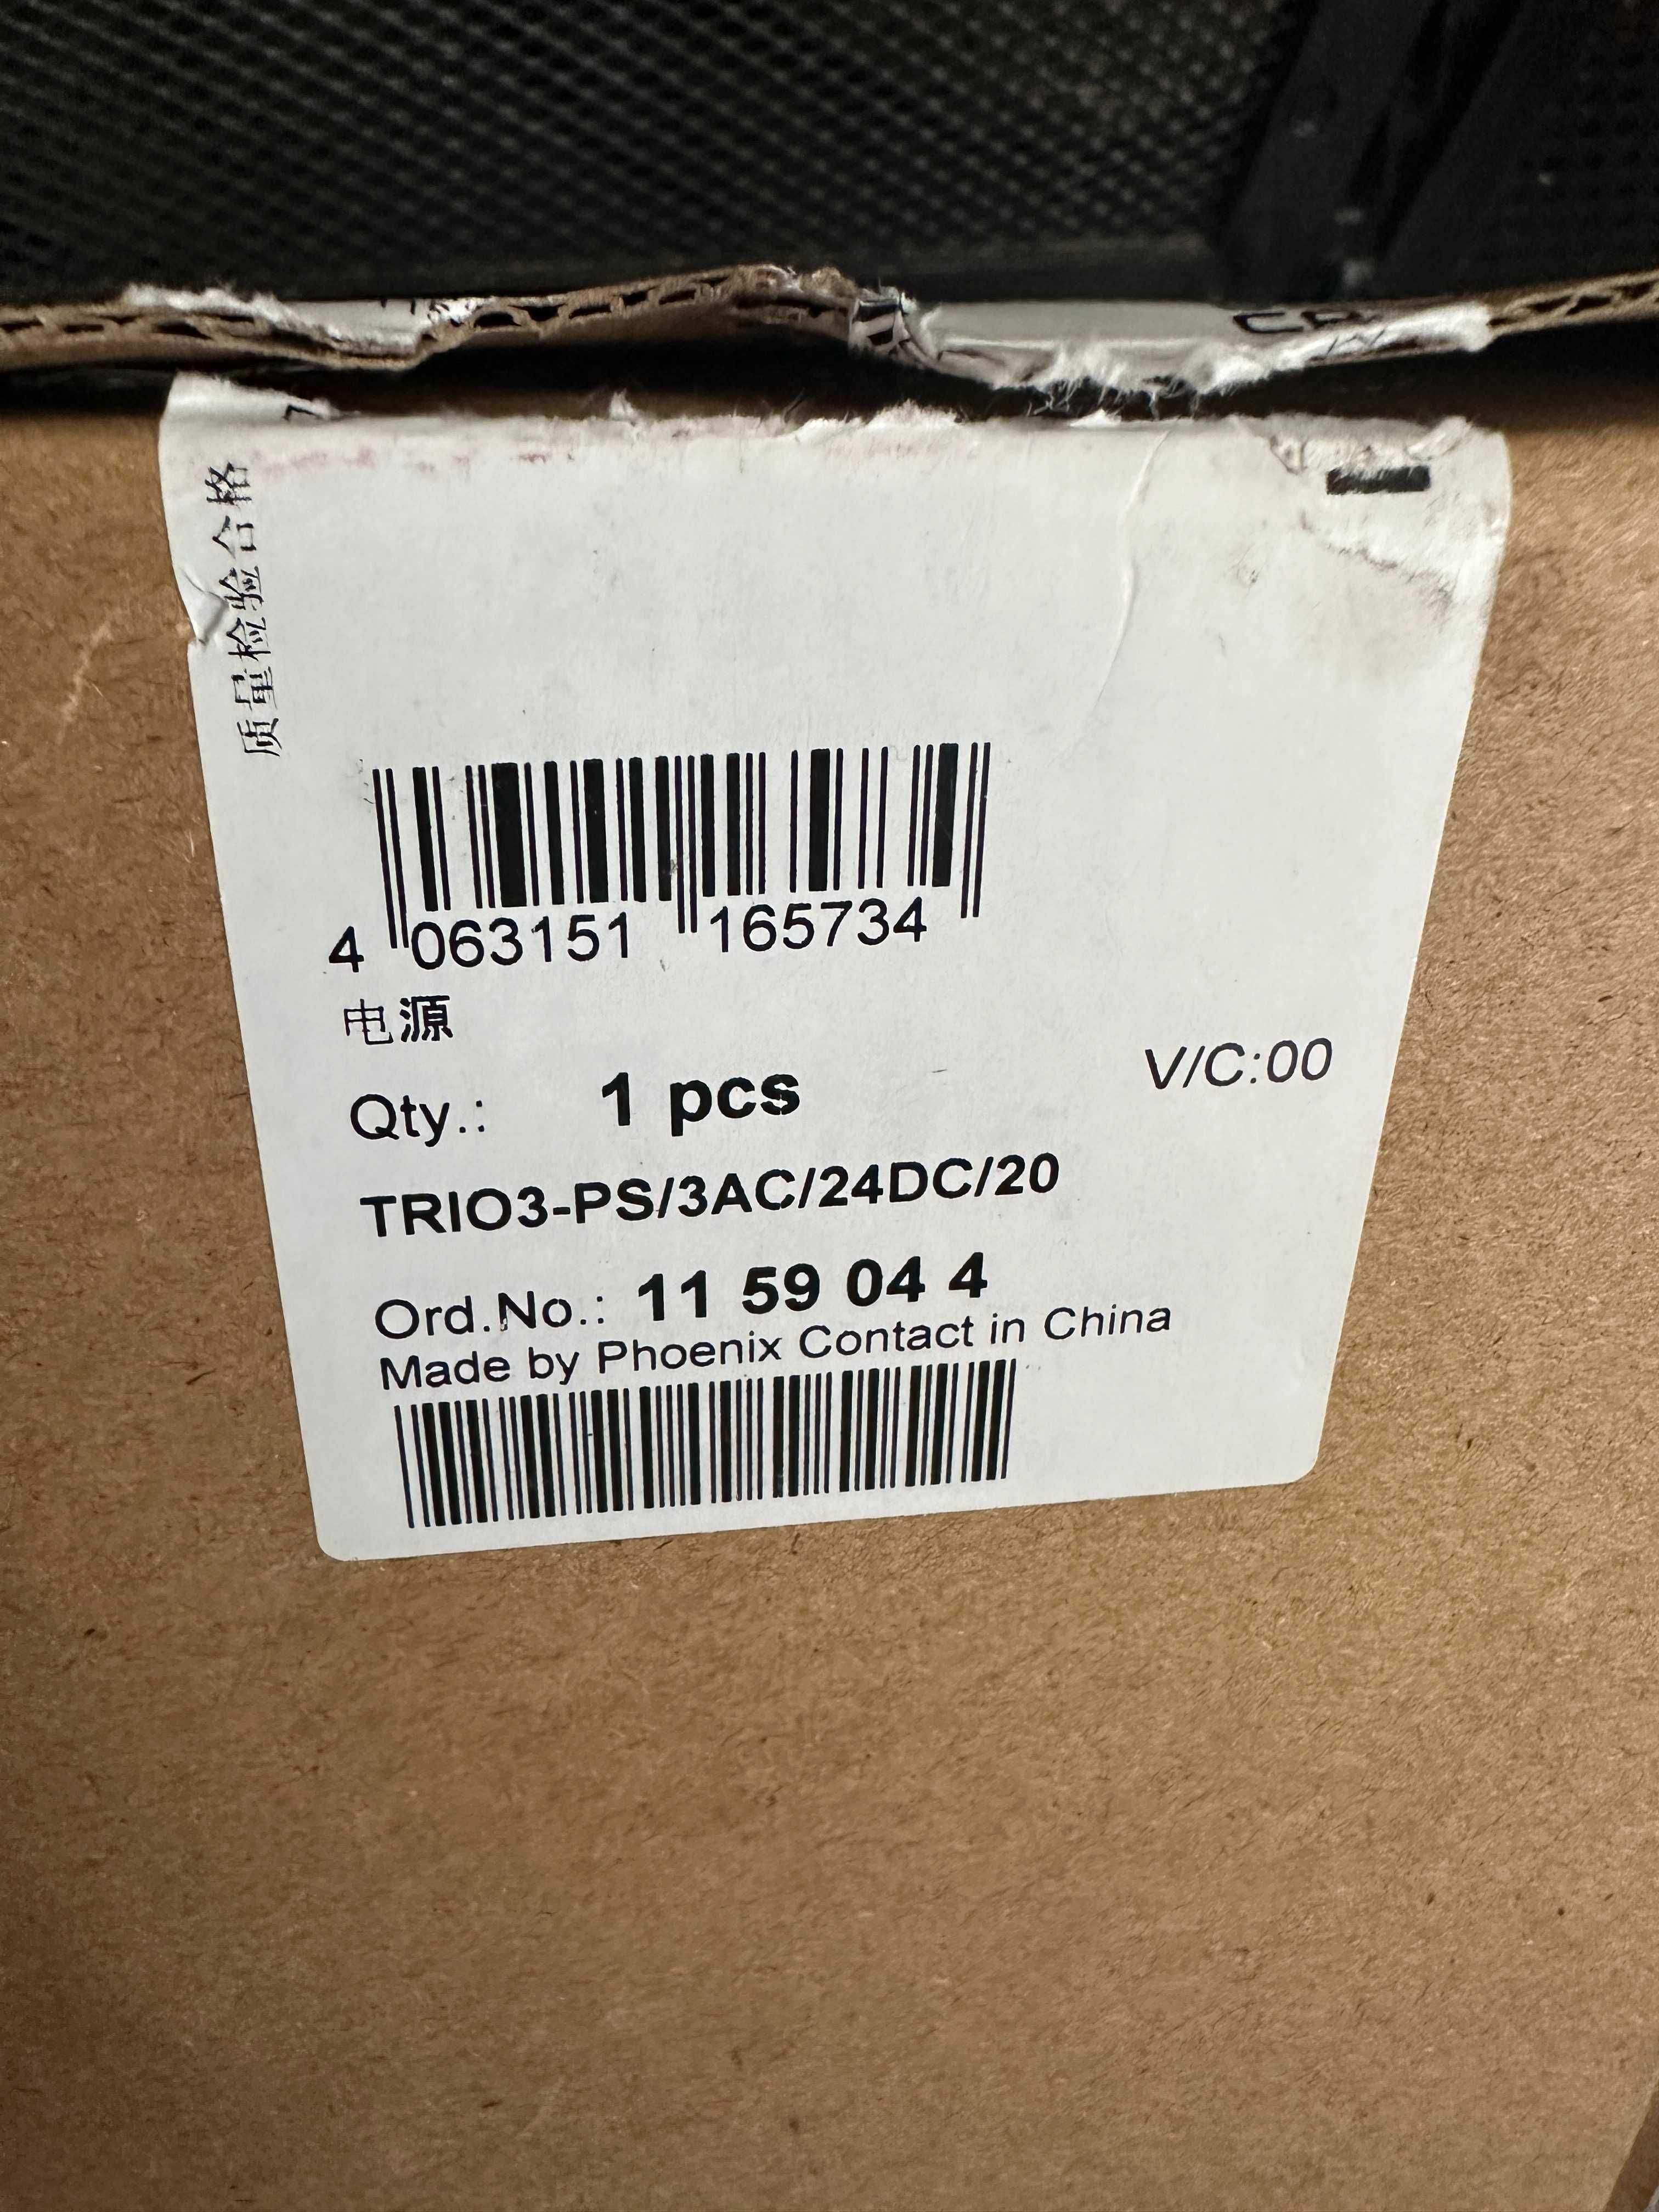 质量检验合格
4 063151 165734
电源
Qty.: 1 pcs
V/C:00
TRIO3-PS/3AC/24DC/20
Ord.No.: 11 59 04 4
Made by Phoenix Contact in China